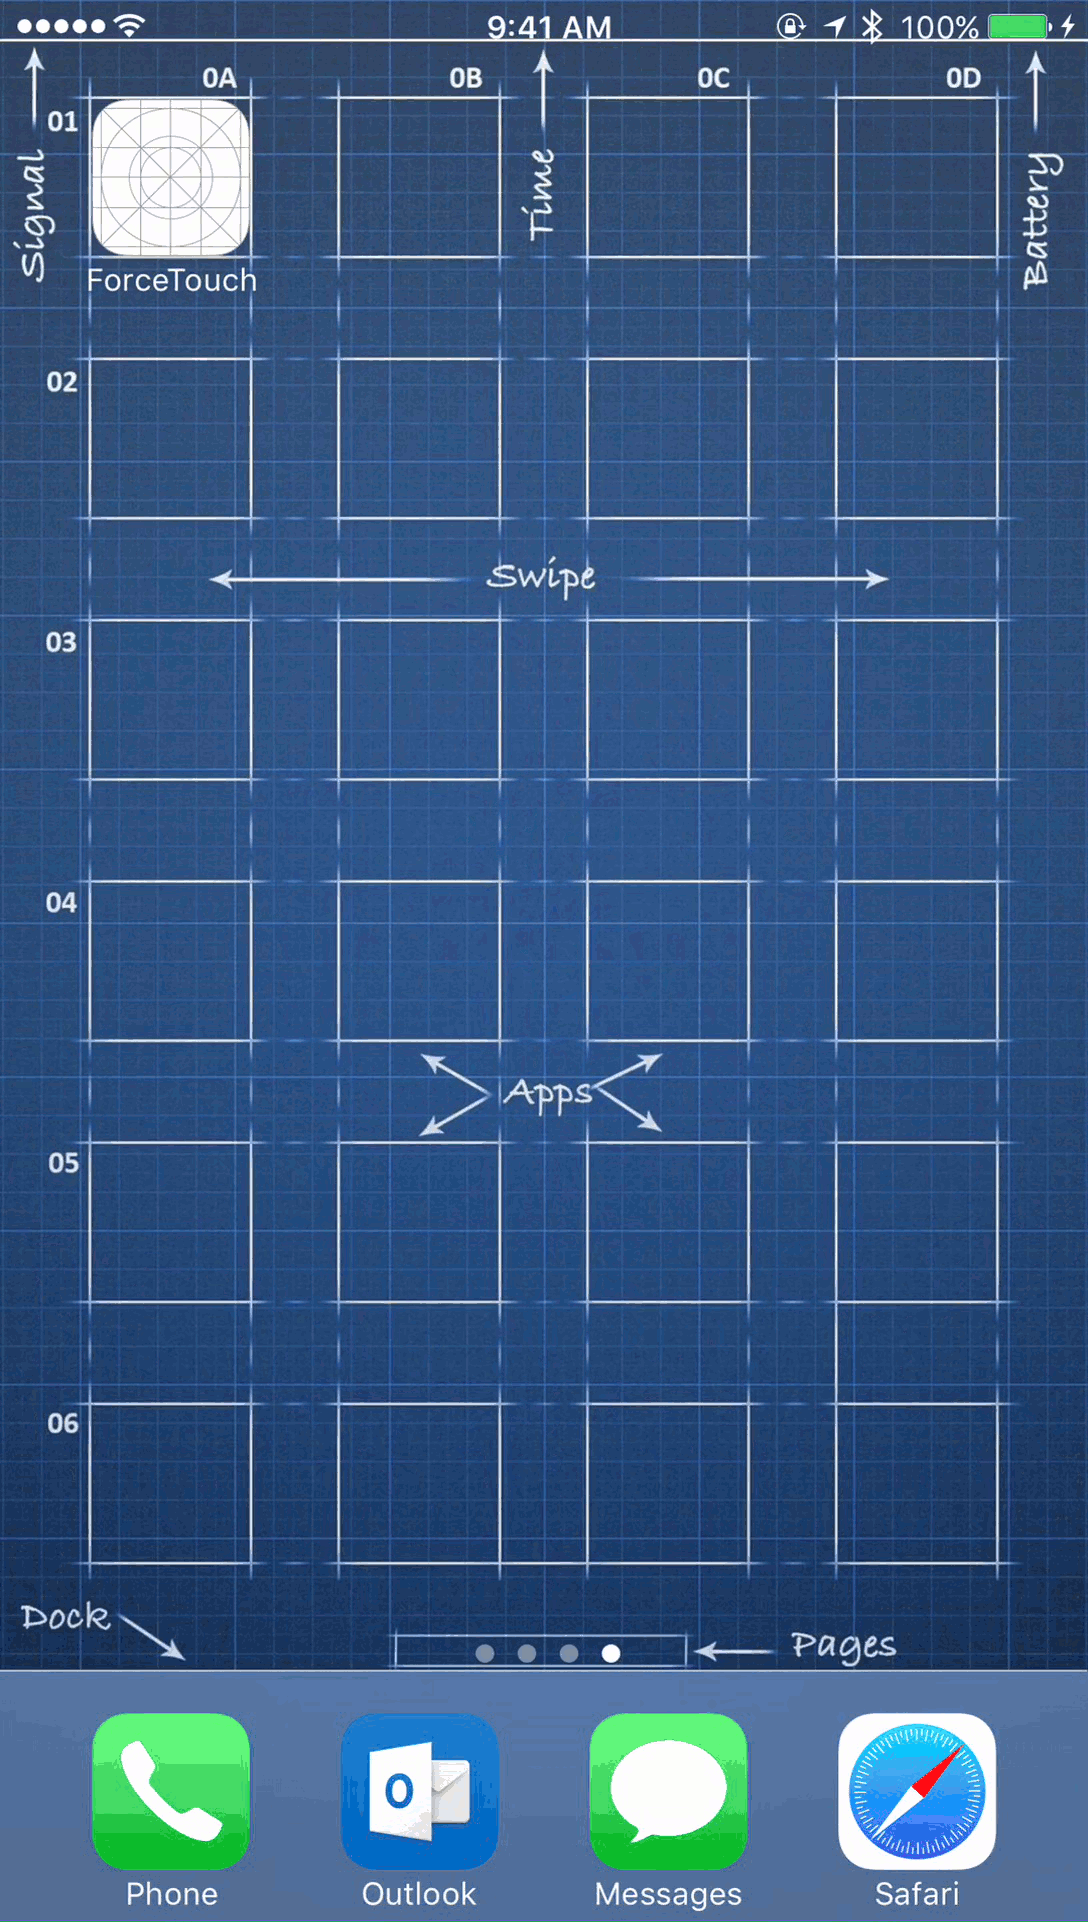 9:41 AM 100%
0A 0B 0C 0D
01
Signal
Time
Battery
ForceTouch
02
Swipe
03
04
Apps
05
06
Dock
Pages
O
Phone Outlook Messages Safari